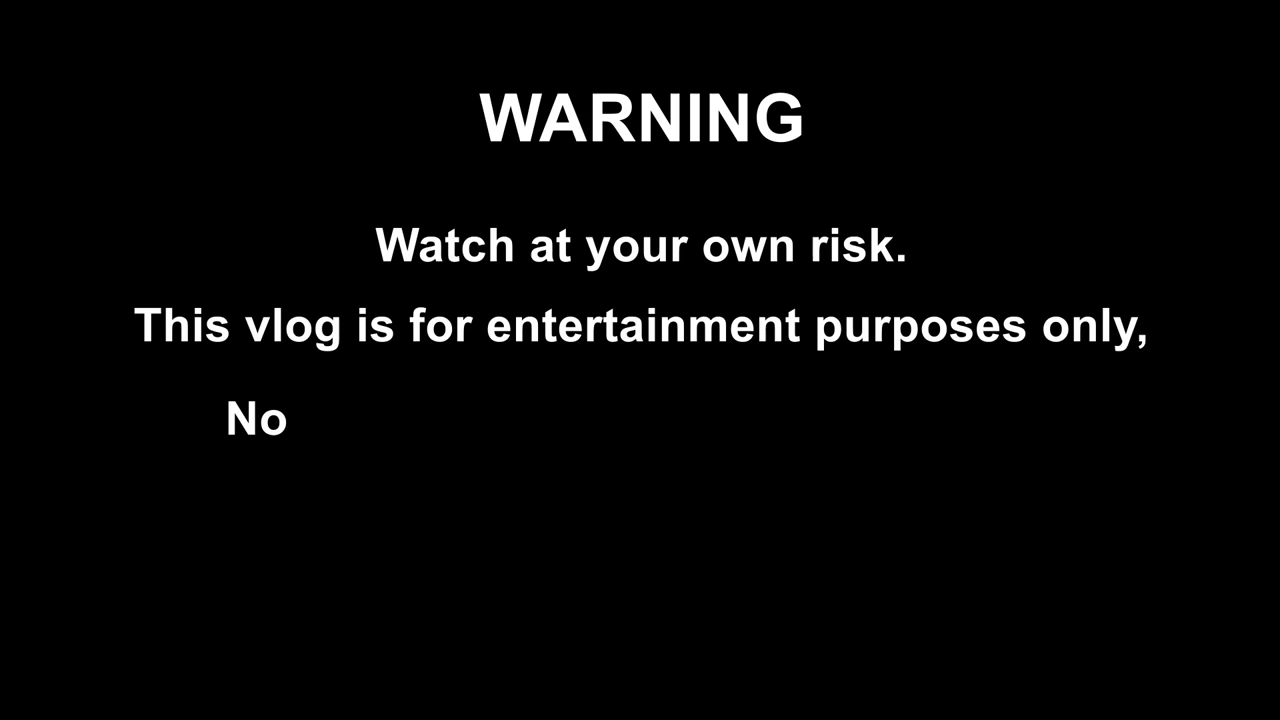 WARNING
Watch at your own risk.
This vlog is for entertainment purposes only,
No